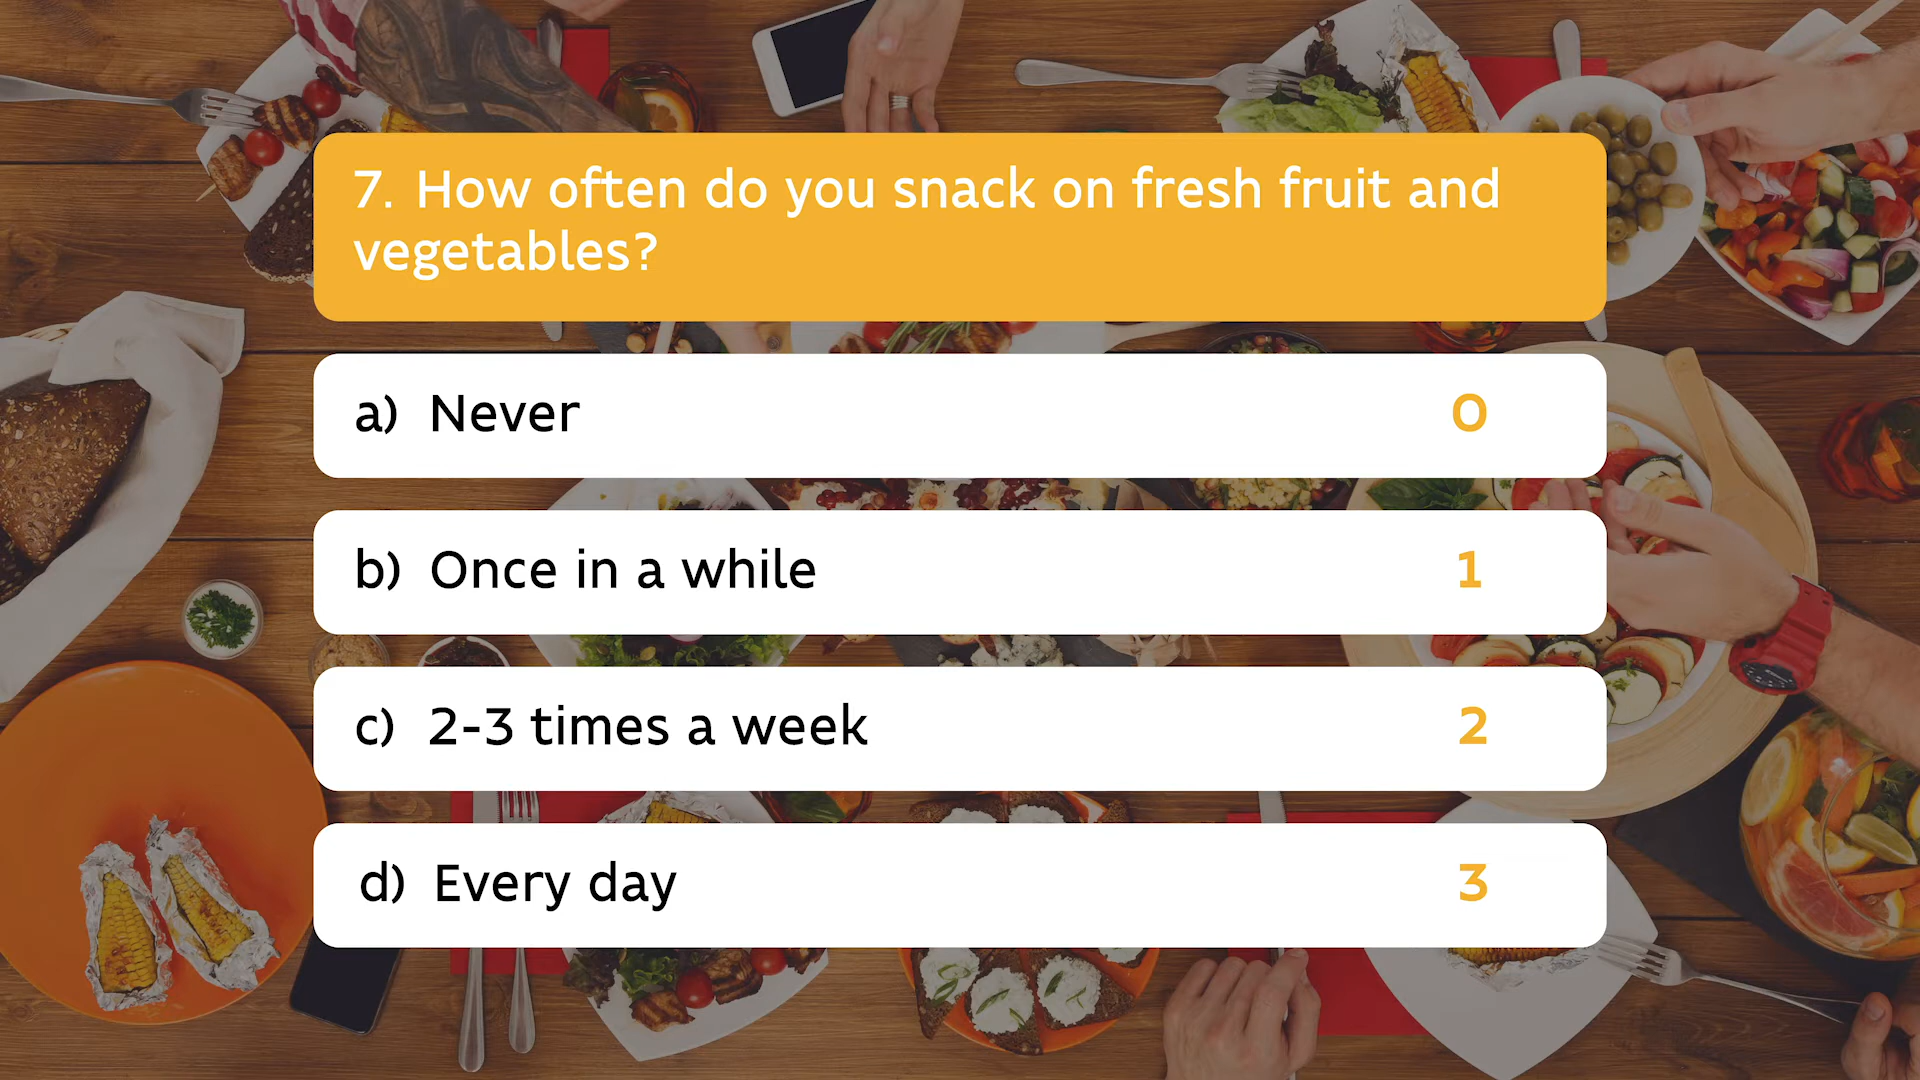 7. How often do you snack on fresh fruit and
vegetables?
a) Never 0
b) Once in a while 1
c) 2-3 times a week 2
d) Every day 3